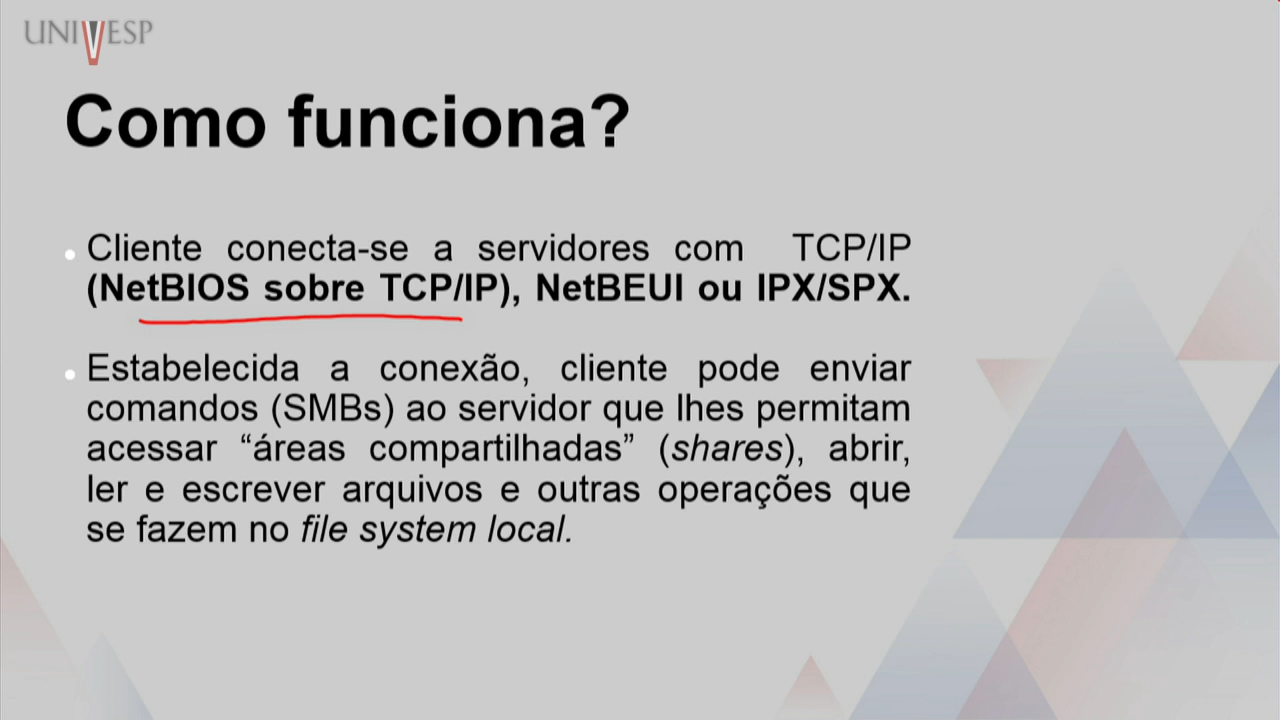 UNIVESP
Como funciona?
Cliente conecta-se a servidores com TCP/IP
(NetBIOS sobre TCP/IP), NetBEUI ou IPX/SPX.
Estabelecida a conexão, cliente pode enviar
comandos (SMBs) ao servidor que lhes permitam
acessar “áreas compartilhadas” (shares), abrir,
ler e escrever arquivos e outras operações que
se fazem no file system local.